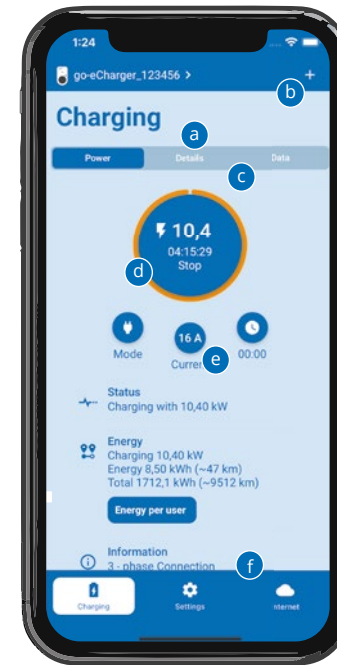 1:24
go-eCharger_123456 >
+
b
Charging
a
Power Details Data
c
10,4
04:15:29
Stop
d
16 A
e
Mode Curren 00:00
Status
Charging with 10,40 kW
Energy
Charging 10,40 kW
Energy 8,50 kWh (~47 km)
Total 1712,1 kWh (~9512 km)
Energy per user
Information
3 - phase Connection
f
Charging Settings nternet